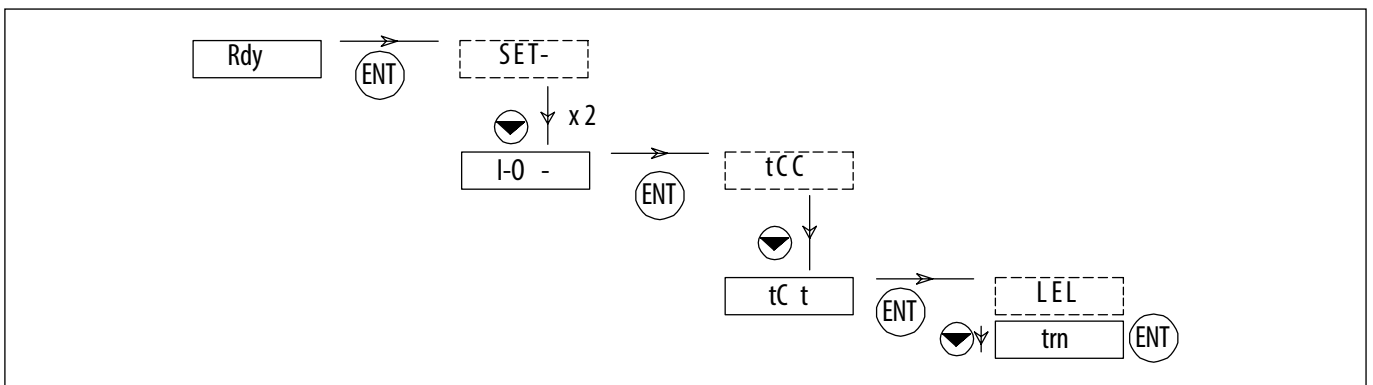 Rdy
ENT
SET-
x 2
I-O -
ENT
tCC
tC t
ENT
LEL
trn
ENT